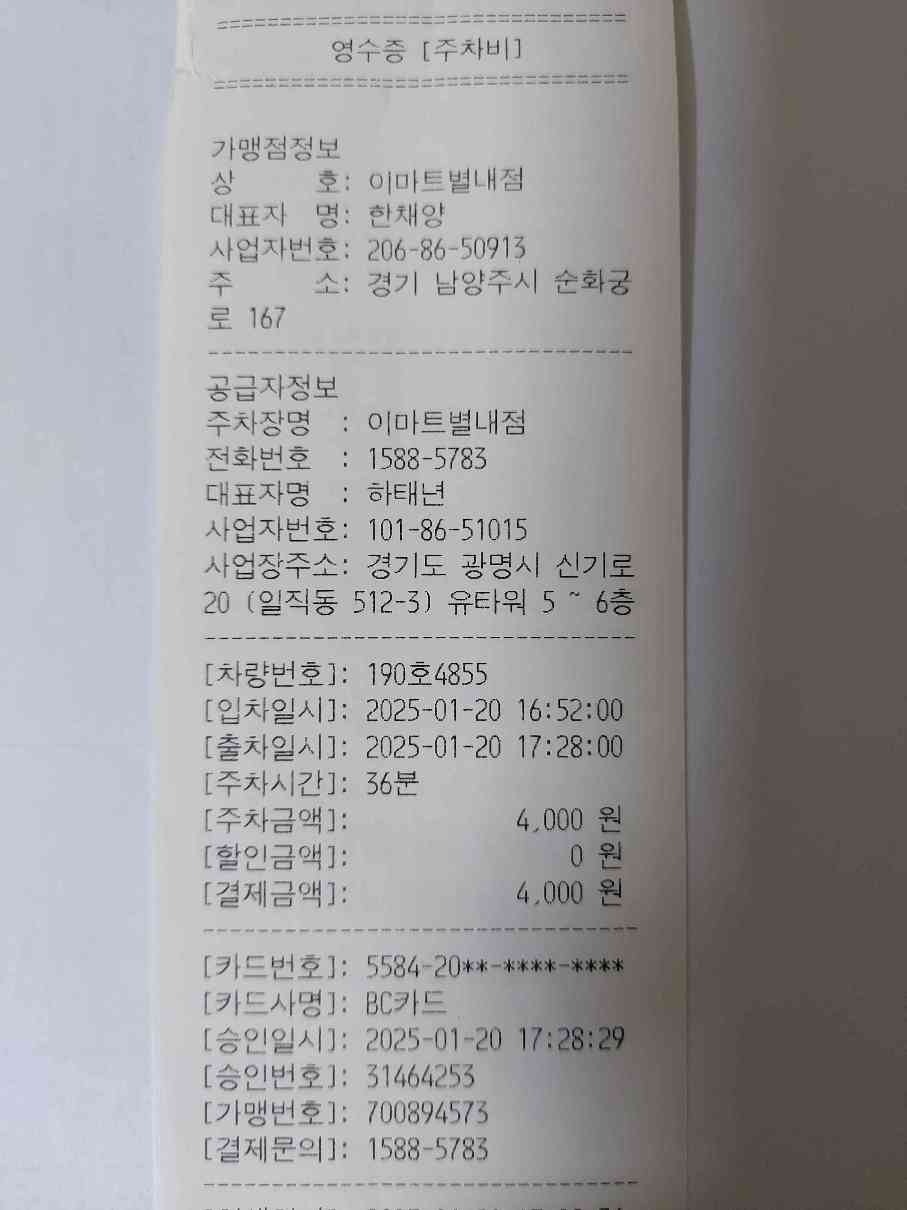 ================================
영수증 [주차비]
================================
가맹점정보
상 호: 이마트별내점
대표자 명: 한채양
사업자번호: 206-86-50913
주 소: 경기 남양주시 순화궁
로 167
--------------------------------
공급자정보
주차장명 : 이마트별내점
전화번호 : 1588-5783
대표자명 : 하태년
사업자번호: 101-86-51015
사업장주소: 경기도 광명시 신기로
20 (일직동 512-3) 유타워 5 ~ 6층
--------------------------------
[차량번호]: 190호4855
[입차일시]: 2025-01-20 16:52:00
[출차일시]: 2025-01-20 17:28:00
[주차시간]: 36분
[주차금액]: 4,000 원
[할인금액]: 0 원
[결제금액]: 4,000 원
--------------------------------
[카드번호]: 5584-20**-****-****
[카드사명]: BC카드
[승인일시]: 2025-01-20 17:28:29
[승인번호]: 31464253
[가맹번호]: 700894573
[결제문의]: 1588-5783
--------------------------------